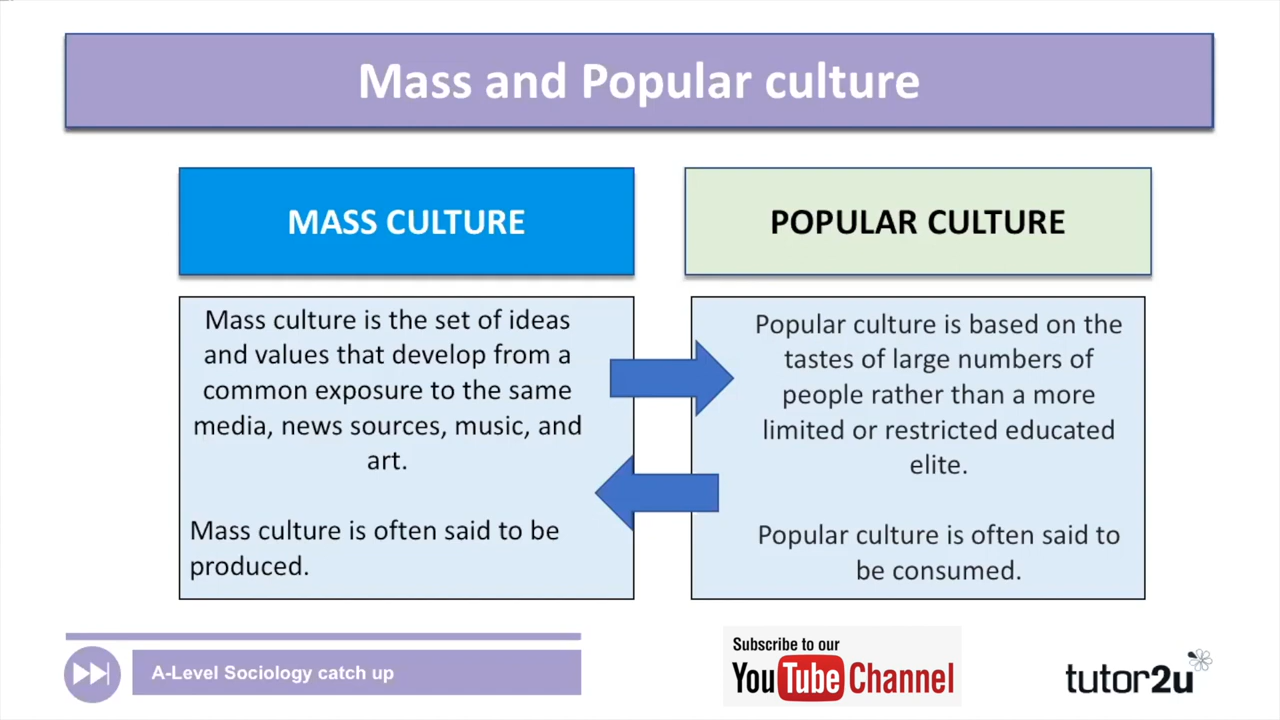 Mass and Popular culture
MASS CULTURE
Mass culture is the set of ideas
and values that develop from a
common exposure to the same
media, news sources, music, and
art.
Mass culture is often said to be
produced.
POPULAR CULTURE
Popular culture is based on the
tastes of large numbers of
people rather than a more
limited or restricted educated
elite.
Popular culture is often said to
be consumed.
A-Level Sociology catch up
Subscribe to our
YouTube Channel
tutor2u